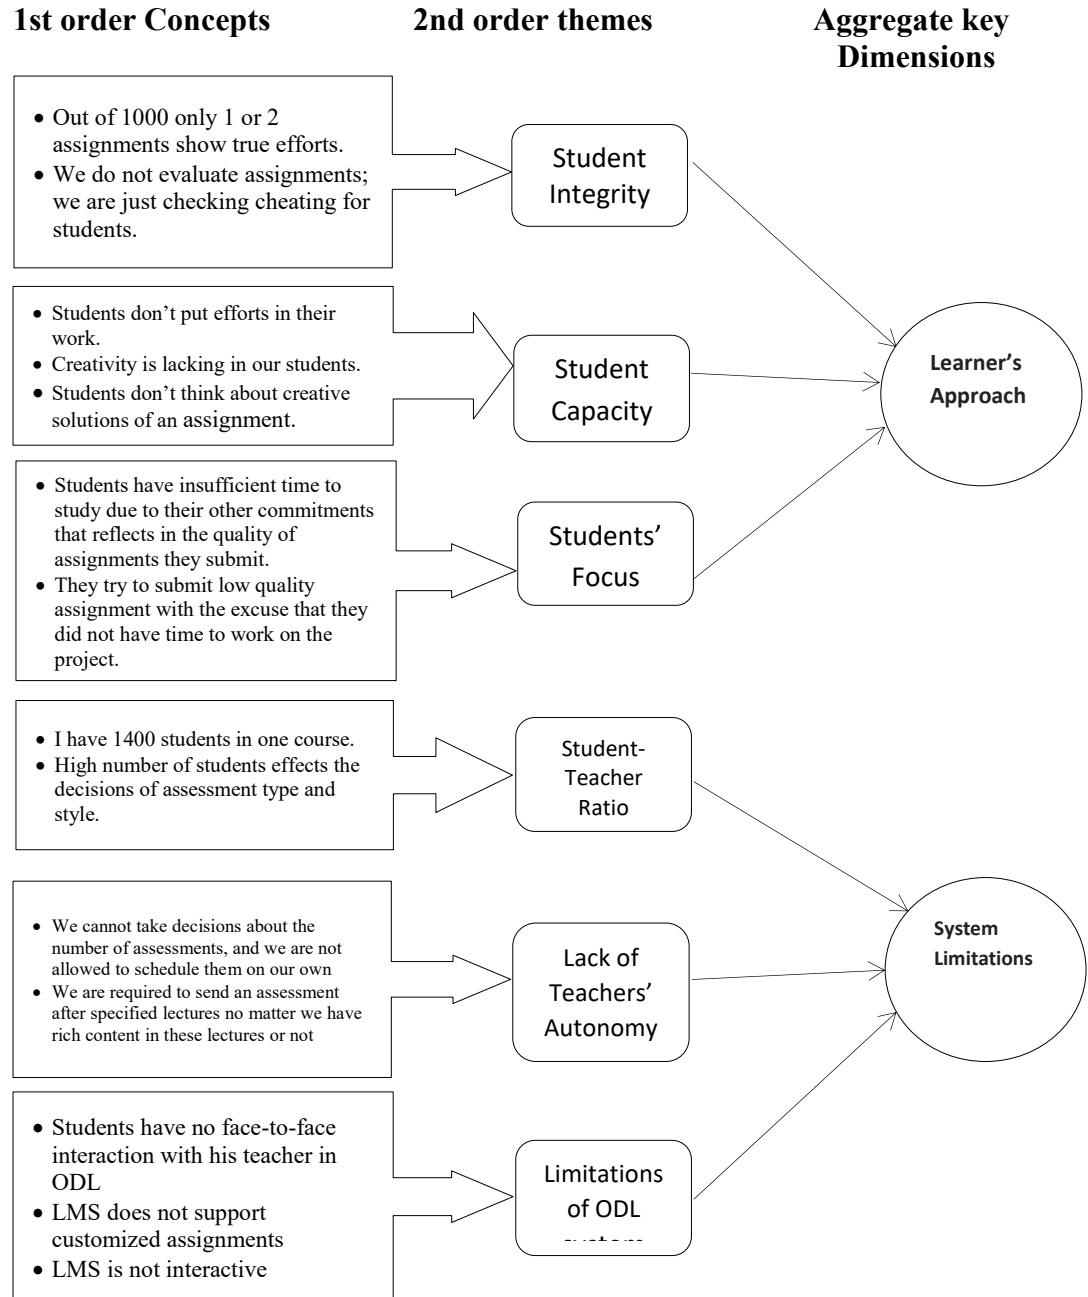 1st order Concepts
2nd order themes
Aggregate key
Dimensions
• Out of 1000 only 1 or 2
assignments show true efforts.
• We do not evaluate assignments;
we are just checking cheating for
students.
Student
Integrity
• Students don’t put efforts in their
work.
• Creativity is lacking in our students.
• Students don’t think about creative
solutions of an assignment.
Student
Capacity
Learner’s
Approach
• Students have insufficient time to
study due to their other commitments
that reflects in the quality of
assignments they submit.
• They try to submit low quality
assignment with the excuse that they
did not have time to work on the
project.
Students’
Focus
• I have 1400 students in one course.
• High number of students effects the
decisions of assessment type and
style.
Student-
Teacher
Ratio
• We cannot take decisions about the
number of assessments, and we are not
allowed to schedule them on our own
• We are required to send an assessment
after specified lectures no matter we have
rich content in these lectures or not
Lack of
Teachers’
Autonomy
System
Limitations
• Students have no face-to-face
interaction with his teacher in
ODL
• LMS does not support
customized assignments
• LMS is not interactive
Limitations
of ODL